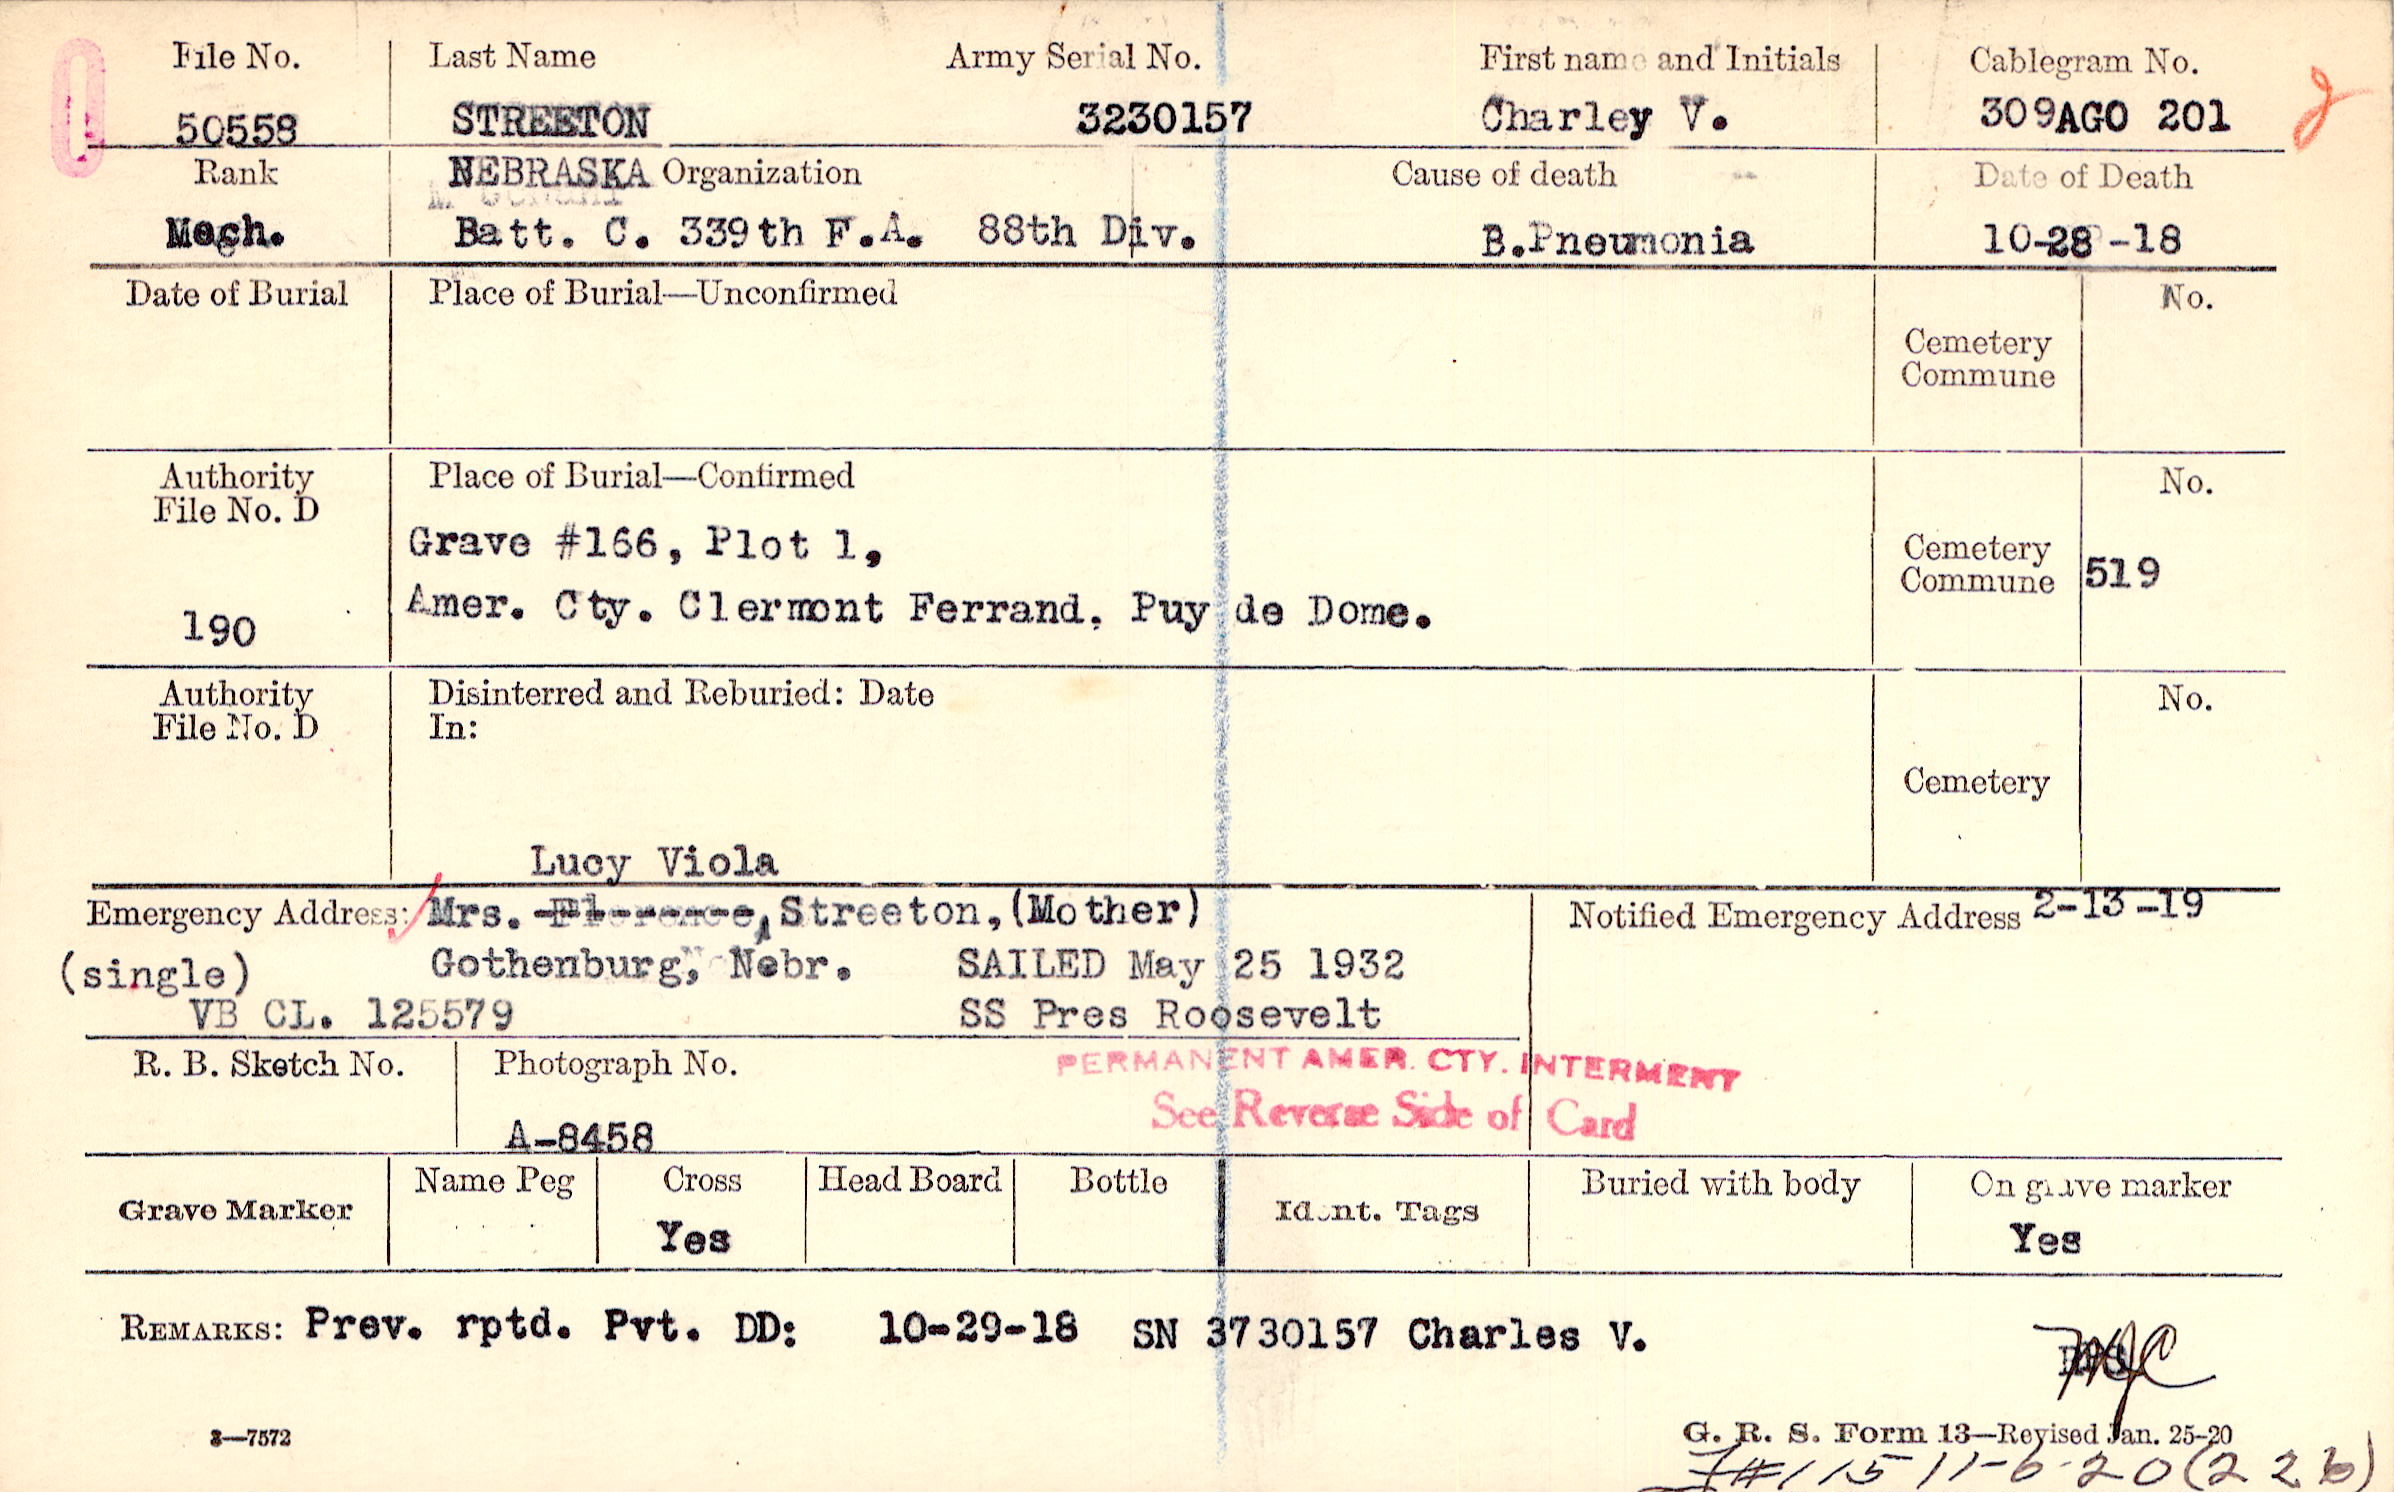 File No. Last Name Army Serial No. First name and Initials Cablegram No.
50558 STREETON 3230157 Charley V. 309AGO 201
Rank NEBRASKA Organization Cause of death Date of Death
Mech. Batt. C. 339th F.A. 88th Div. B.Pneumonia 10-28-18
Date of Burial Place of Burial—Unconfirmed No.
Cemetery
Commune
Authority Place of Burial—Confirmed No.
File No. D
Grave #166, Plot 1,
Cemetery
Commune 519
Amer. Cty. Clermont Ferrand, Puy de Dome.
190
Authority Disinterred and Reburied: Date No.
File No. D In:
Cemetery
Lucy Viola
Emergency Address: Mrs. Florence, Streeton, (Mother) Notified Emergency Address 2-13-19
(single) Gothenburg, Nebr. SAILED May 25 1932
VB CL. 125579 SS Pres Roosevelt
R. B. Sketch No. Photograph No. PERMANENT AMER. CTY. INTERMENT
See Reverse Side of Card
A-8458
Grave Marker Name Peg Cross Head Board Bottle Ident. Tags Buried with body On grave marker
Yes Yes
REMARKS: Prev. rptd. Pvt. DD: 10-29-18 SN 3730157 Charles V.
3—7572
G. R. S. Form 13—Revised Jan. 25-20
#115 11-6-20 (226)